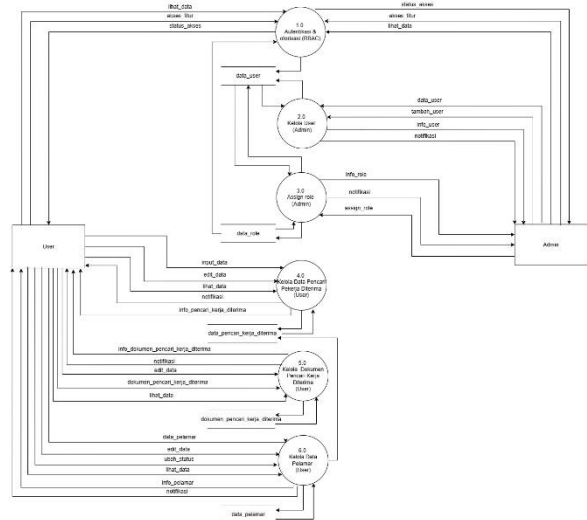 lihat_data
akses_fitur
status_akses
1.0
Autentikasi &
otorisasi (RBAC)
status_akses
akses_fitur
lihat_data
data_user
2.0
Kelola User
(Admin)
data_user
tambah_user
info_user
notifikasi
3.0
Assign role
(Admin)
info_role
notifikasi
assign_role
data_role
User
Admin
input_data
edit_data
lihat_data
notifikasi
info_pencari_kerja_diterima
4.0
Kelola Data Pencari
Pekerja Diterima
(User)
data_pencari_kerja_diterima
info_dokumen_pencari_kerja_diterima
notifikasi
edit_data
dokumen_pencari_kerja_diterima
lihat_data
5.0
Kelola Dokumen
Pencari Kerja
Diterima
(User)
dokumen_pencari_kerja_diterima
data_pelamar
edit_data
ubah_status
lihat_data
info_pelamar
notifikasi
6.0
Kelola Data
Pelamar
(User)
data_pelamar